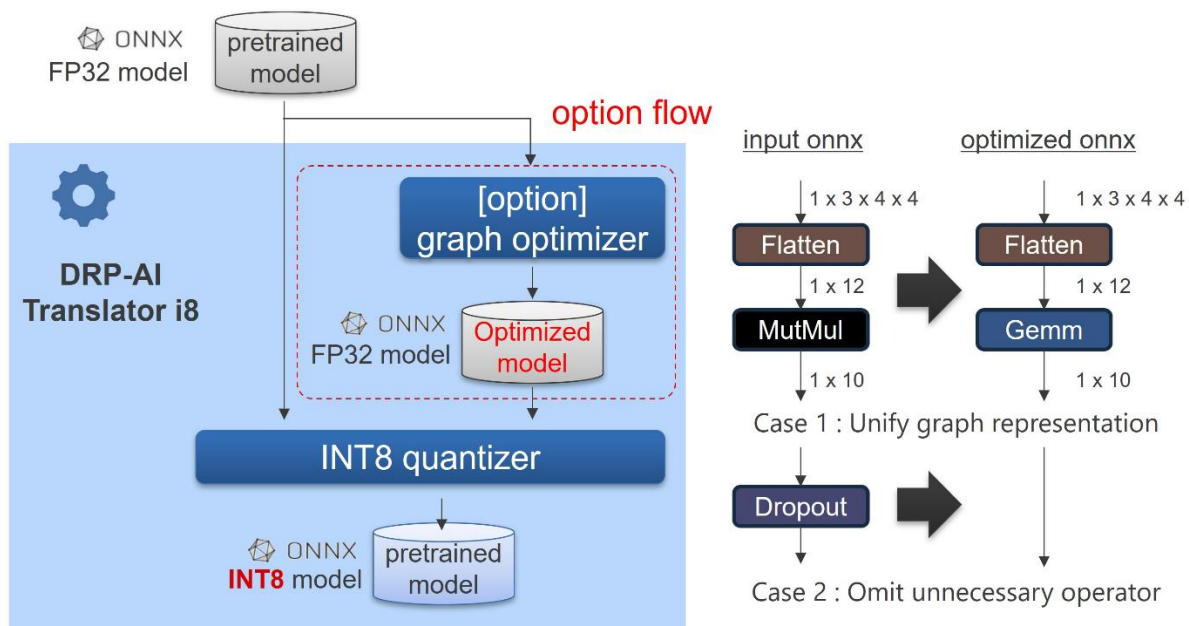 ONNX
FP32 model
pretrained
model
option flow
[option]
graph optimizer
DRP-AI
Translator i8
ONNX
FP32 model
Optimized
model
INT8 quantizer
ONNX
INT8 model
pretrained
model
input onnx
optimized onnx
1 x 3 x 4 x 4
1 x 3 x 4 x 4
Flatten
Flatten
1 x 12
1 x 12
MutMul
Gemm
1 x 10
1 x 10
Case 1 : Unify graph representation
Dropout
Case 2 : Omit unnecessary operator